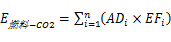 E燃料-CO2 = ∑ⁿᵢ₌₁(ADᵢ × EFᵢ)